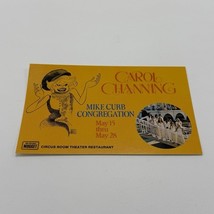 CAROL
CHANNING
MIKE CURB
CONGREGATION
May 15
thru
May 28
CIRCUS ROOM THEATER RESTAURANT